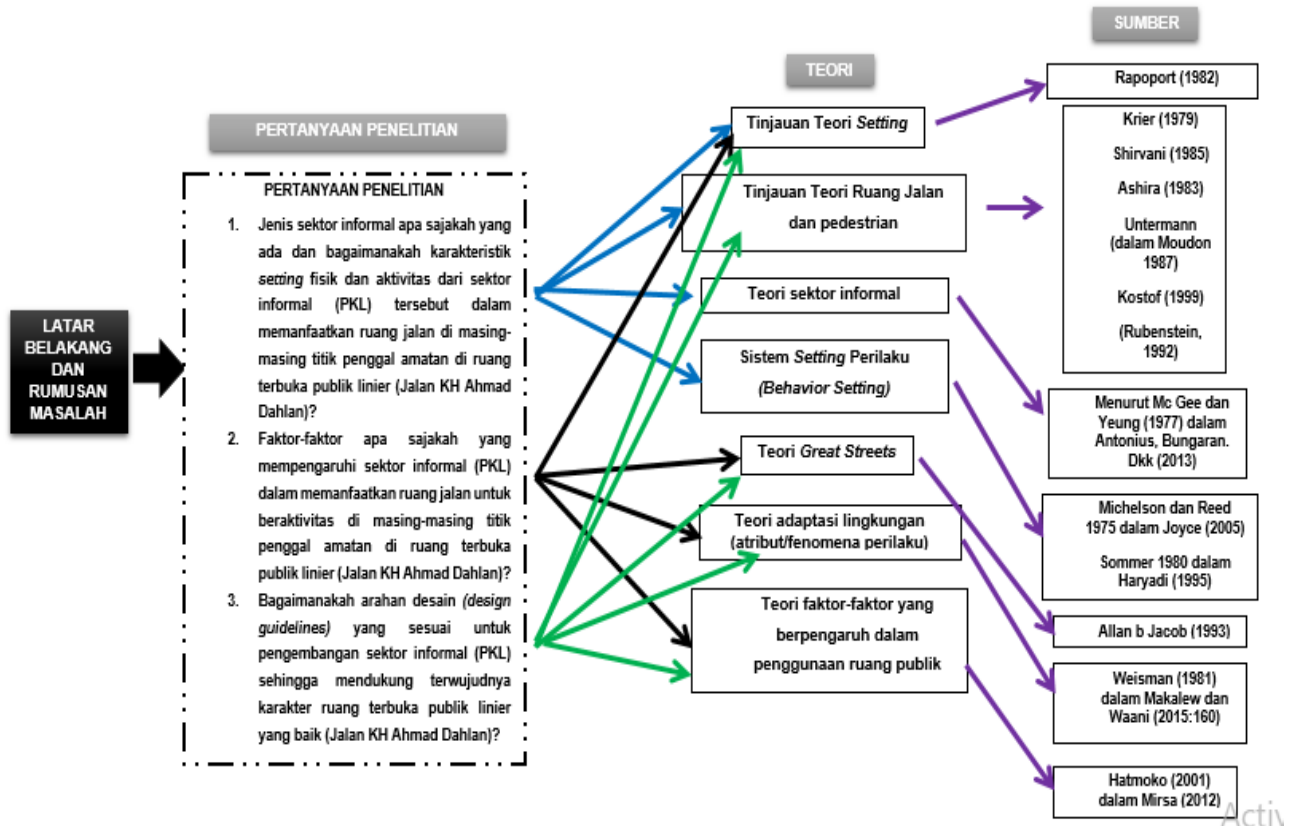 SUMBER
TEORI
PERTANYAAN PENELITIAN
LATAR
BELAKANG
DAN
RUMUSAN
MASALAH
PERTANYAAN PENELITIAN
1. Jenis sektor informal apa sajakah yang
ada dan bagaimanakah karakteristik
setting fisik dan aktivitas dari sektor
informal (PKL) tersebut dalam
memanfaatkan ruang jalan di masing-
masing titik penggal amatan di ruang
terbuka publik linier (Jalan KH Ahmad
Dahlan)?
2. Faktor-faktor apa sajakah yang
mempengaruhi sektor informal (PKL)
dalam memanfaatkan ruang jalan untuk
beraktivitas di masing-masing titik
penggal amatan di ruang terbuka
publik linier (Jalan KH Ahmad Dahlan)?
3. Bagaimanakah arahan desain (design
guidelines) yang sesuai untuk
pengembangan sektor informal (PKL)
sehingga mendukung terwujudnya
karakter ruang terbuka publik linier
yang baik (Jalan KH Ahmad Dahlan)?
Tinjauan Teori Setting
Tinjauan Teori Ruang Jalan
dan pedestrian
Teori sektor informal
Sistem Setting Perilaku
(Behavior Setting)
Teori Great Streets
Teori adaptasi lingkungan
(atribut/fenomena perilaku)
Teori faktor-faktor yang
berpengaruh dalam
penggunaan ruang publik
Rapoport (1982)
Krier (1979)
Shirvani (1985)
Ashira (1983)
Untermann
(dalam Moudon
1987)
Kostof (1999)
(Rubenstein,
1992)
Menurut Mc Gee dan
Yeung (1977) dalam
Antonius, Bungaran.
Dkk (2013)
Michelson dan Reed
1975 dalam Joyce (2005)
Sommer 1980 dalam
Haryadi (1995)
Allan b Jacob (1993)
Weisman (1981)
dalam Makalew dan
Waani (2015:160)
Hatmoko (2001)
dalam Mirsa (2012)
Activ